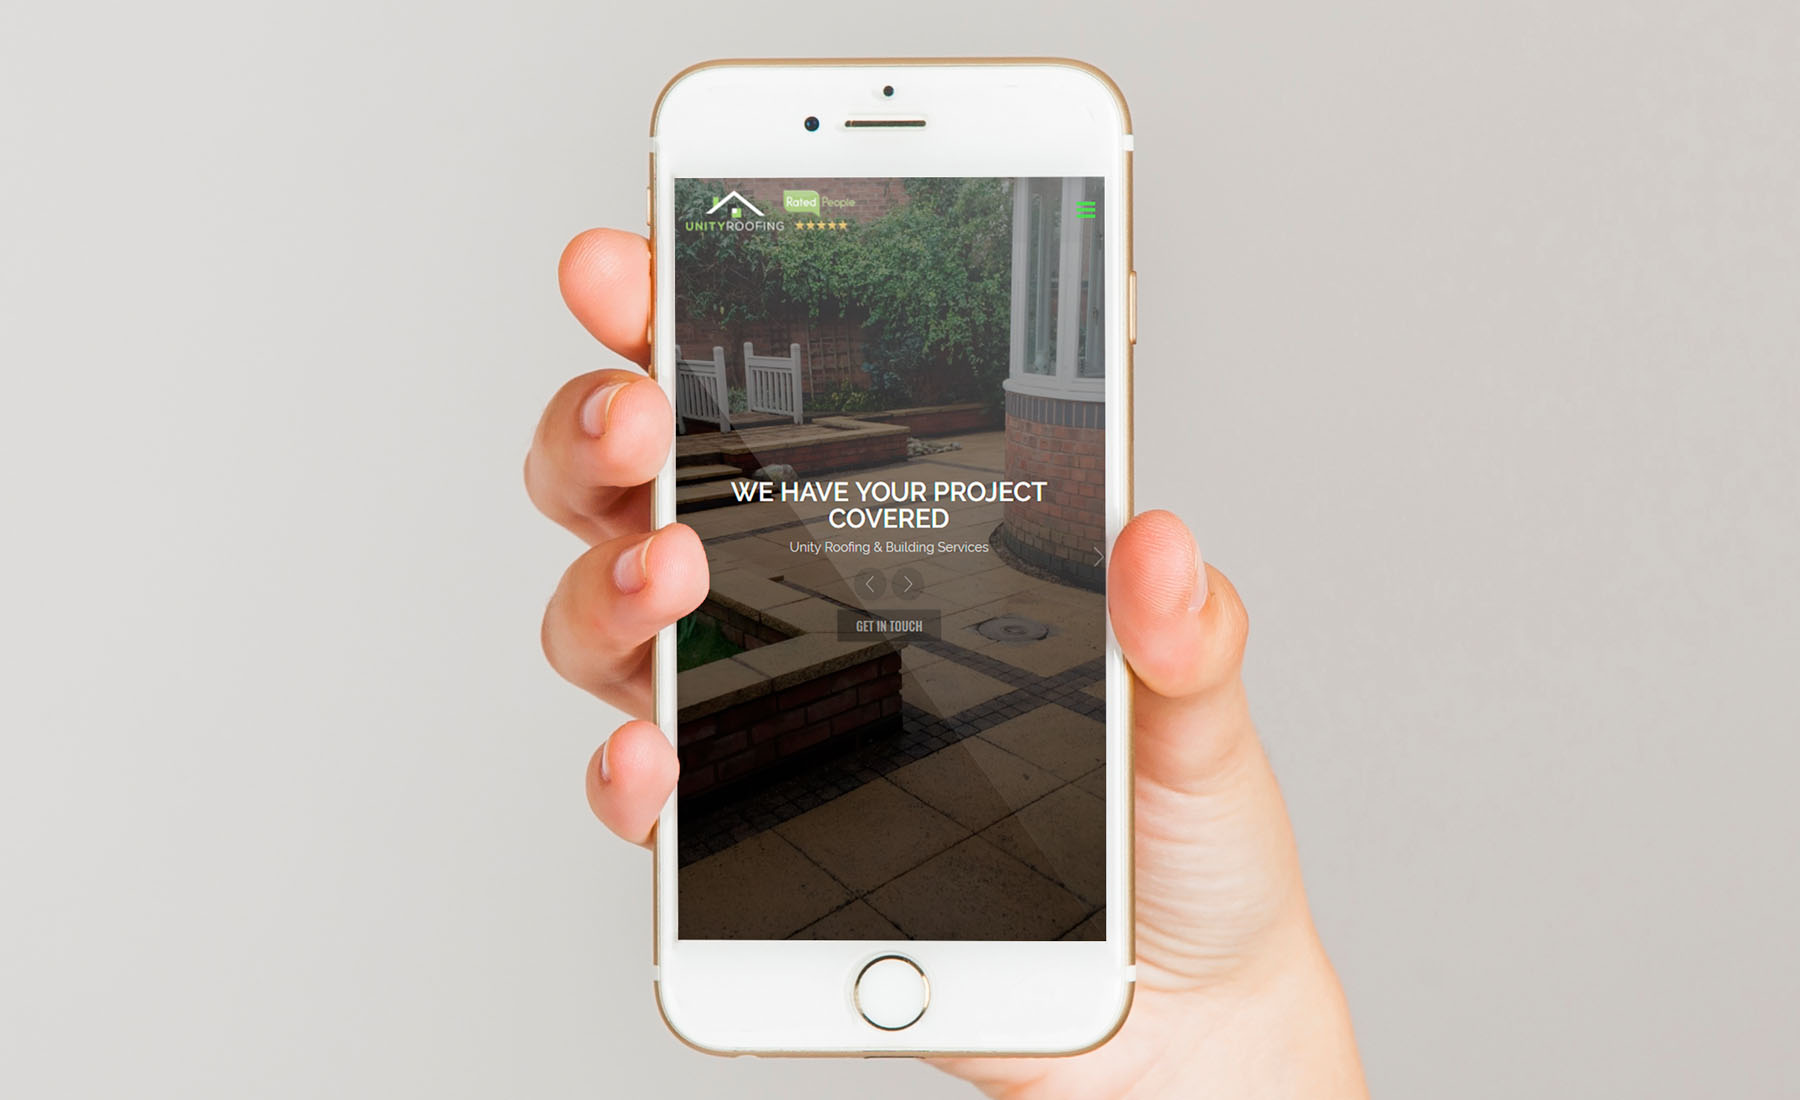 Rated People
UNITYROOFING
WE HAVE YOUR PROJECT
COVERED
Unity Roofing & Building Services
GET IN TOUCH